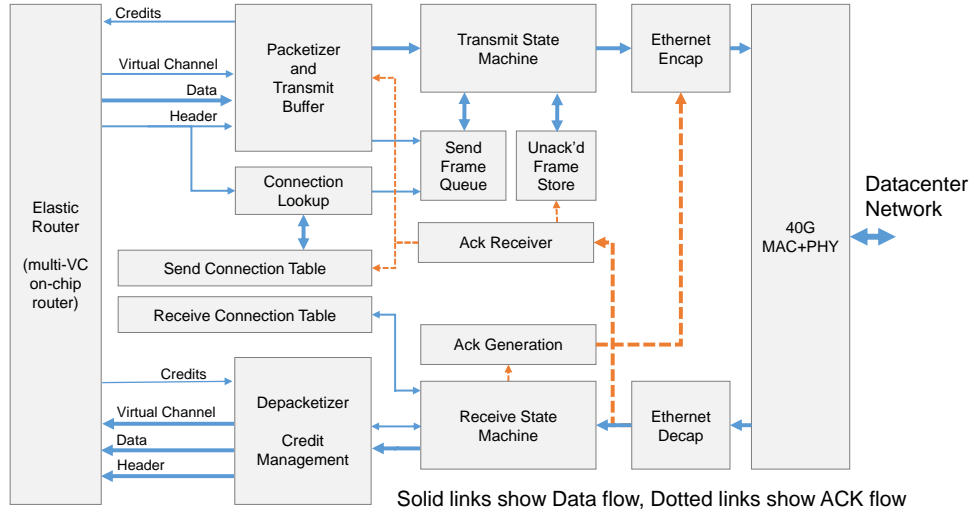 Credits
Virtual Channel
Data
Header
Packetizer
and
Transmit
Buffer
Transmit State
Machine
Ethernet
Encap
Connection
Lookup
Send
Frame
Queue
Unack'd
Frame
Store
Elastic
Router
(multi-VC
on-chip
router)
Send Connection Table
Ack Receiver
40G
MAC+PHY
Datacenter
Network
Receive Connection Table
Ack Generation
Credits
Virtual Channel
Data
Header
Depacketizer
Credit
Management
Receive State
Machine
Ethernet
Decap
Solid links show Data flow, Dotted links show ACK flow